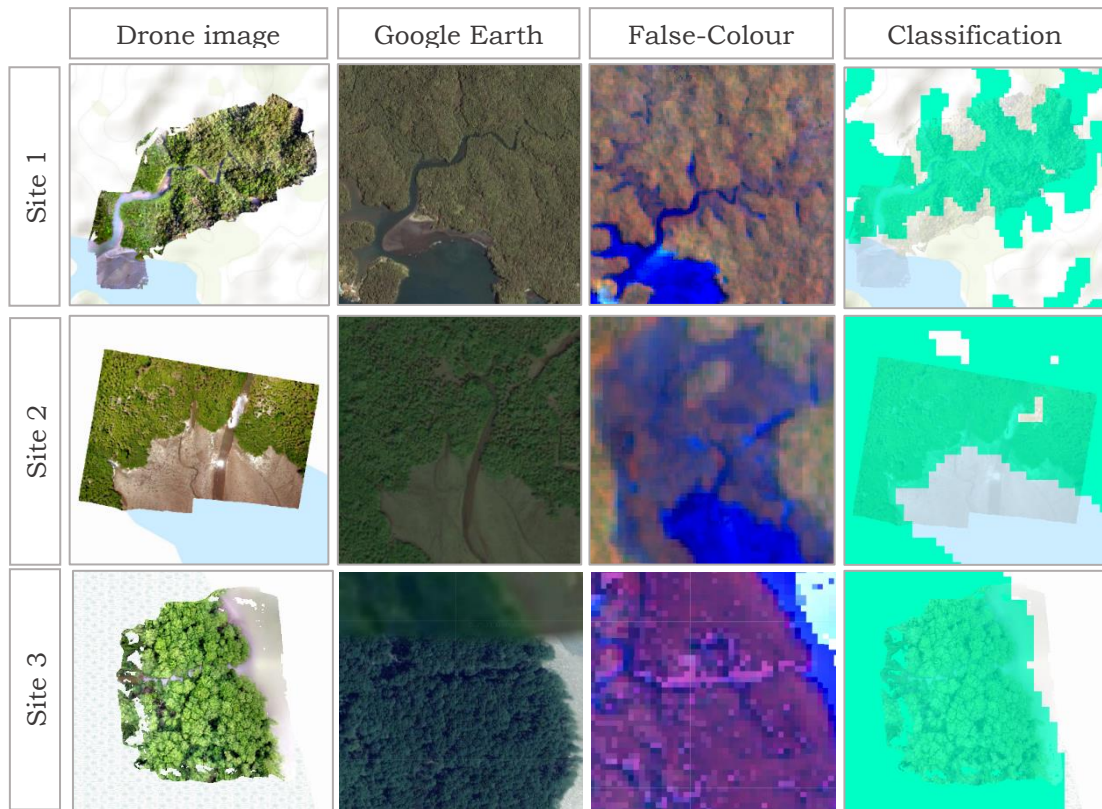 Drone image
Google Earth
False-Colour
Classification
Site 1
Site 2
Site 3